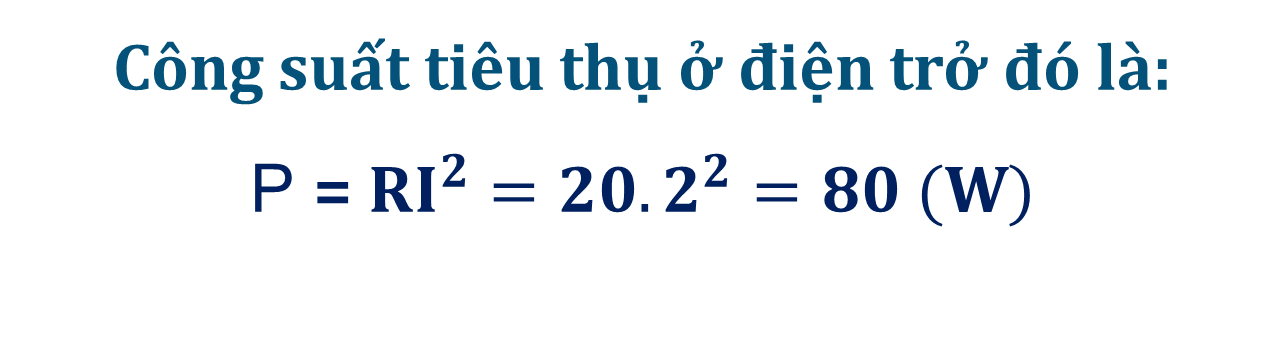 Công suất tiêu thụ ở điện trở đó là:
P = RI² = 20. 2² = 80 (W)